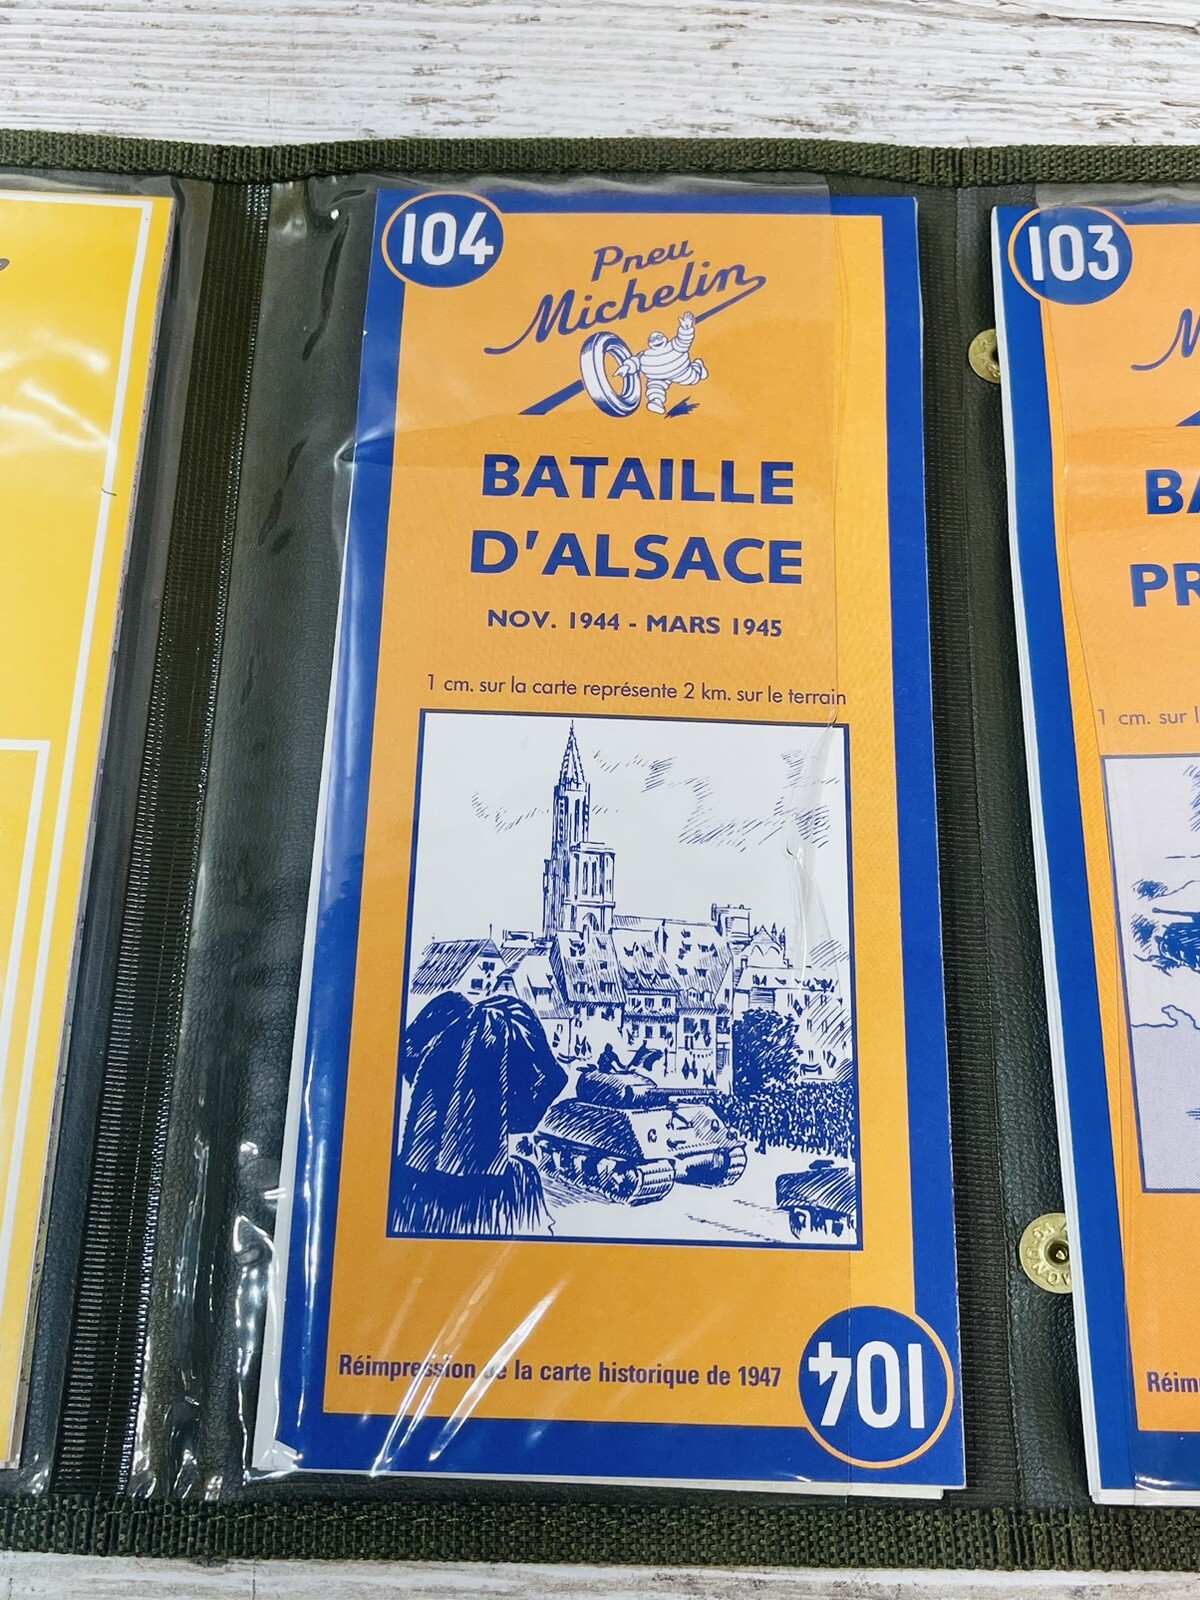 104
Pneu
Michelin
BATAILLE
D'ALSACE
NOV. 1944 - MARS 1945
1 cm. sur la carte représente 2 km. sur le terrain
Réimpression de la carte historique de 1947
104
103
M
BA
PR
1 cm. sur l
Réim